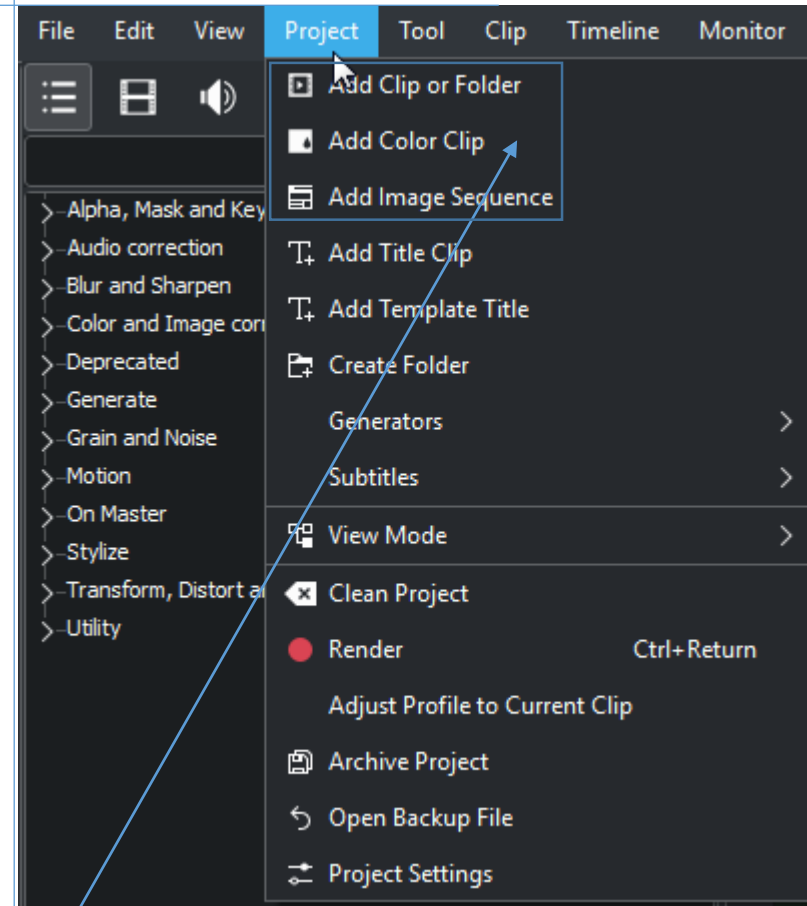 File Edit View Project Tool Clip Timeline Monitor
Add Clip or Folder
Add Color Clip
Add Image Sequence
Alpha, Mask and Key
Audio correction
Blur and Sharpen
Color and Image corr
Deprecated
Generate
Grain and Noise
Motion
On Master
Stylize
Transform, Distort a
Utility
Add Title Clip
Add Template Title
Create Folder
Generators
Subtitles
View Mode
Clean Project
Render Ctrl+Return
Adjust Profile to Current Clip
Archive Project
Open Backup File
Project Settings